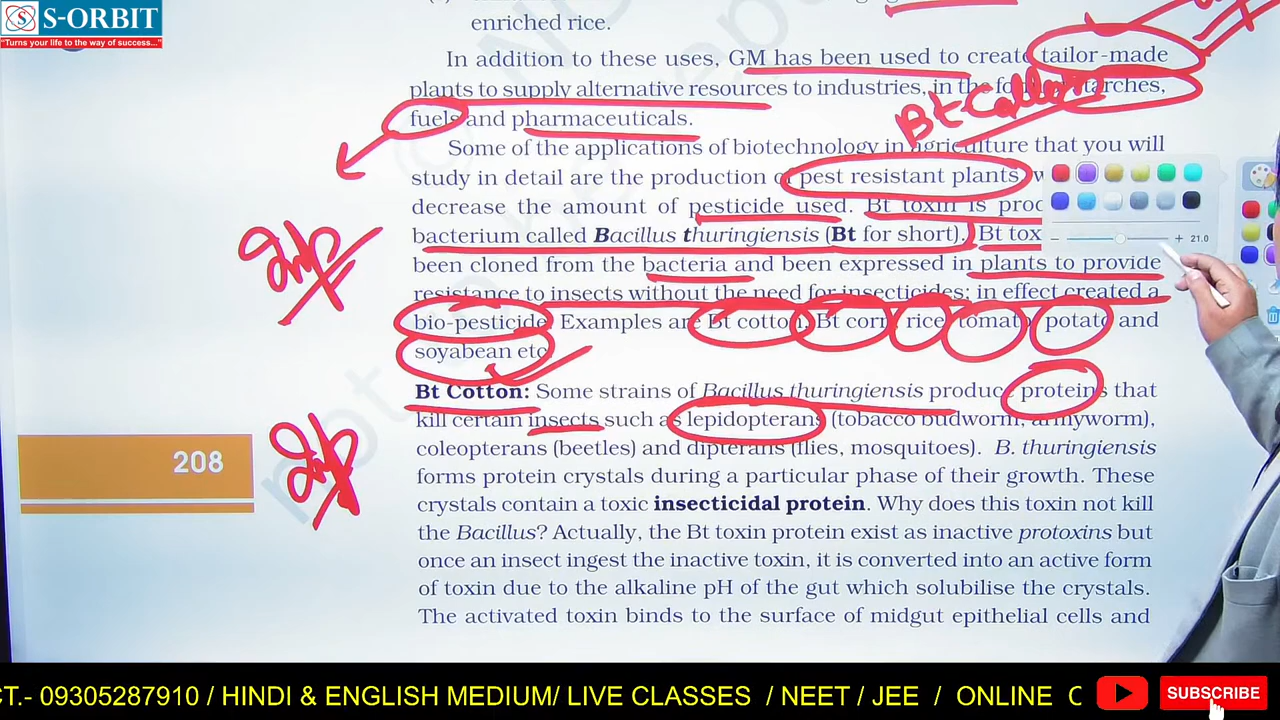 S-ORBIT
"Turns your life to the way of success..."
enriched rice.
In addition to these uses, GM has been used to create tailor-made
plants to supply alternative resources to industries, in the
fuels and pharmaceuticals.
Bt Cotton
Some of the applications of biotechnology in agriculture that you will
study in detail are the production of pest resistant plants,
decrease the amount of pesticide used. Bt toxin is
bacterium called Bacillus thuringiensis (Bt for short). Bt
been cloned from the bacteria and been expressed in plants to provide
resistance to insects without the need for insecticides; in effect created a
bio-pesticide. Examples are Bt cotton, Bt corn, rice, tomato, potato and
soyabean etc.
Imp
Bt Cotton: Some strains of Bacillus thuringiensis produce proteins that
kill certain insects such as lepidopterans (tobacco budworm, armyworm),
coleopterans (beetles) and dipterans (flies, mosquitoes). B. thuringiensis
forms protein crystals during a particular phase of their growth. These
crystals contain a toxic insecticidal protein. Why does this toxin not kill
the Bacillus? Actually, the Bt toxin protein exist as inactive protoxins but
once an insect ingest the inactive toxin, it is converted into an active form
of toxin due to the alkaline pH of the gut which solubilise the crystals.
The activated toxin binds to the surface of midgut epithelial cells and
Imp
208
21.0
CT.- 09305287910 / HINDI & ENGLISH MEDIUM/ LIVE CLASSES / NEET / JEE / ONLINE
SUBSCRIBE